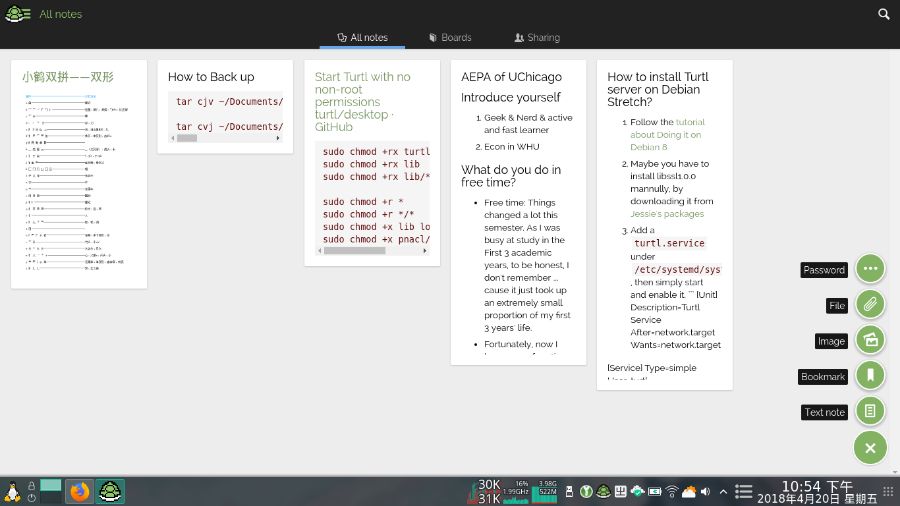 All notes
All notes
Boards
Sharing
小鹤双拼——双形
How to Back up
tar cjv ~/Documents/
tar cvj ~/Documents/
Start Turtl with no
non-root
permissions
turtl/desktop ·
GitHub
sudo chmod +rx turtl
sudo chmod +rx lib
sudo chmod +rx lib/*
sudo chmod +r *
sudo chmod +r */*
sudo chmod +x lib lo
sudo chmod +x pnacl/
AEPA of UChicago
Introduce yourself
1. Geek & Nerd & active
and fast learner
2. Econ in WHU
What do you do in
free time?
• Free time: Things
changed a lot this
semester. As I was
busy at study in the
First 3 academic
years, to be honest, I
don't remember ...
cause it just took up
an extremely small
proportion of my first
3 years' life.
• Fortunately, now I
How to install Turtl
server on Debian
Stretch?
1. Follow the tutorial
about Doing it on
Debian 8
2. Maybe you have to
install libssl1.0.0
mannully, by
downloading it from
Jessie's packages
3. Add a
turtl.service
under
/etc/systemd/sys
, then simply start
and enable it. ``` [Unit]
Description=Turtl
Service
After=network.target
Wants=network.target
[Service] Type=simple
Password
File
Image
Bookmark
Text note
30K
31K
16%
1.99GHz
3.98G
522M
10:54 下午
2018年4月20日 星期五